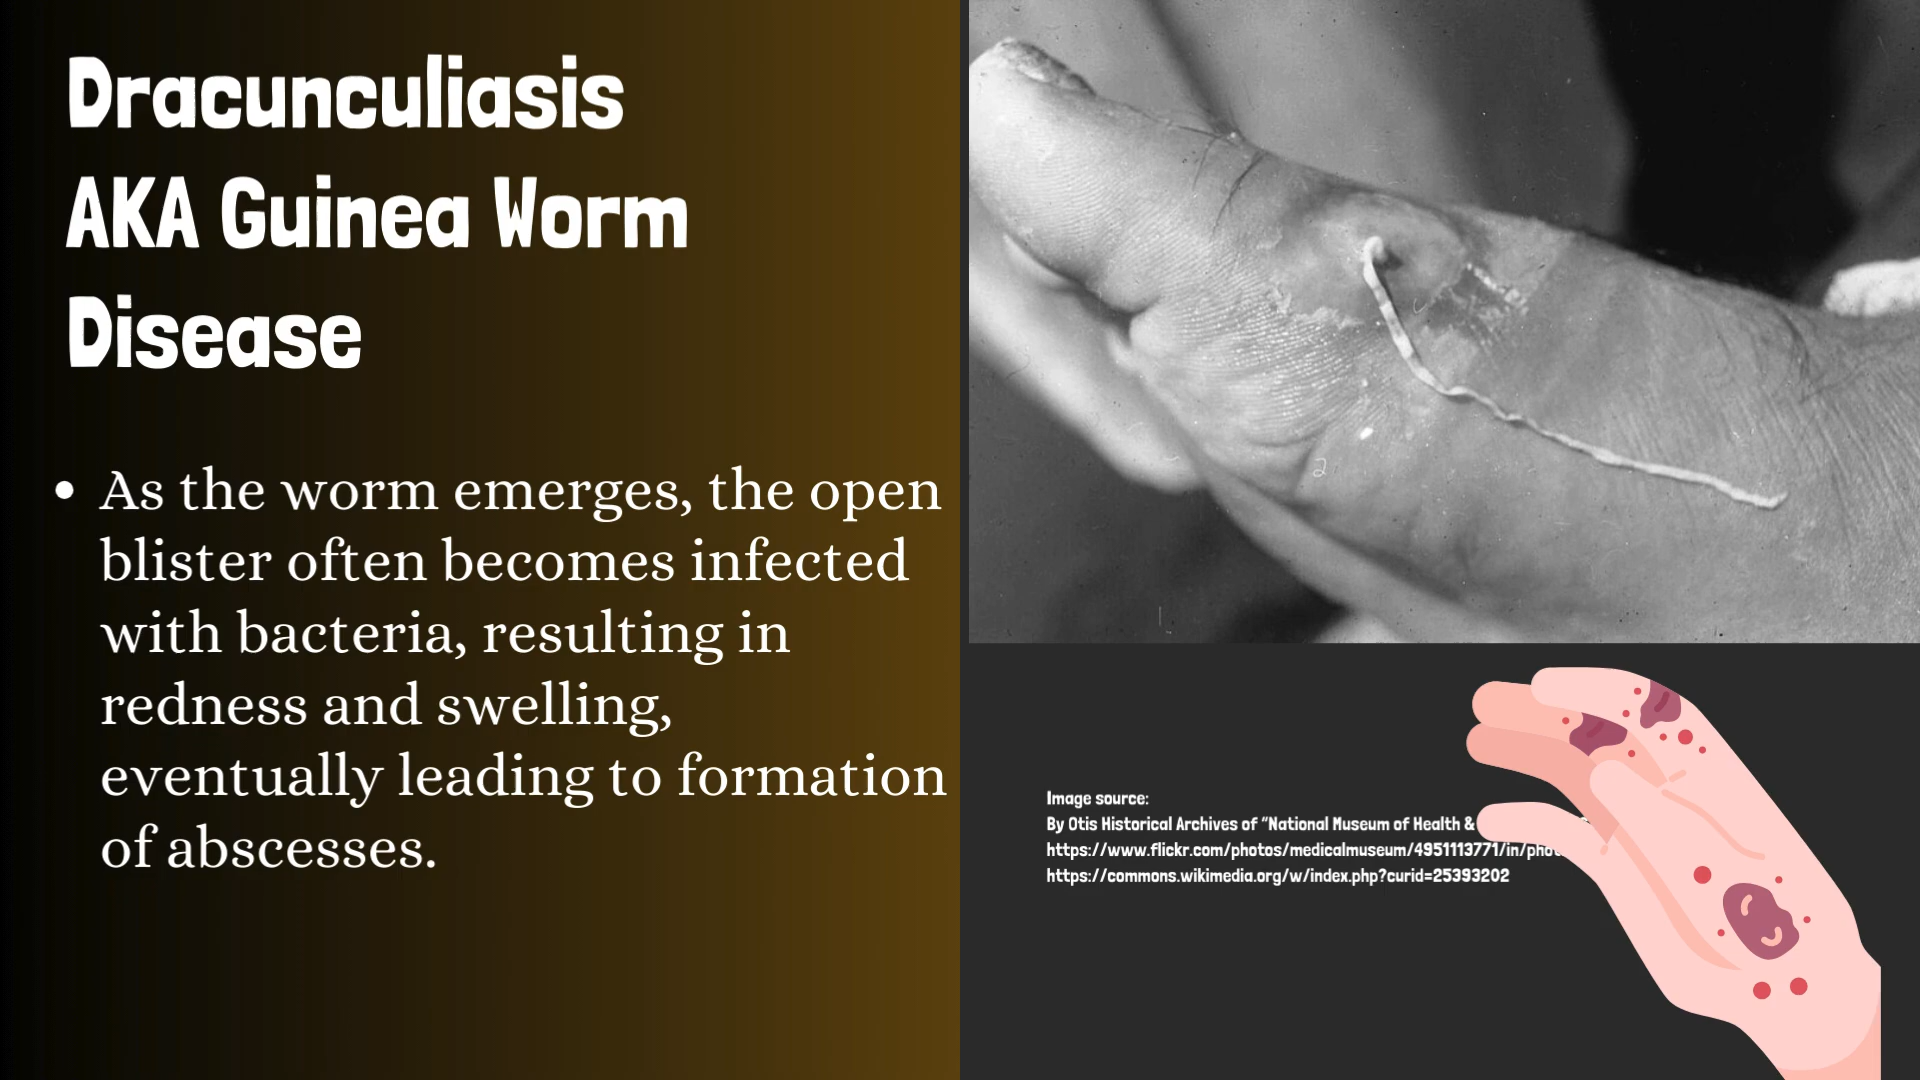 Dracunculiasis
AKA Guinea Worm
Disease
• As the worm emerges, the open
blister often becomes infected
with bacteria, resulting in
redness and swelling,
eventually leading to formation
of abscesses.
2
Image source:
By Otis Historical Archives of “National Museum of Health &
https://www.flickr.com/photos/medicalmuseum/4951113771/in/pho
https://commons.wikimedia.org/w/index.php?curid=25393202